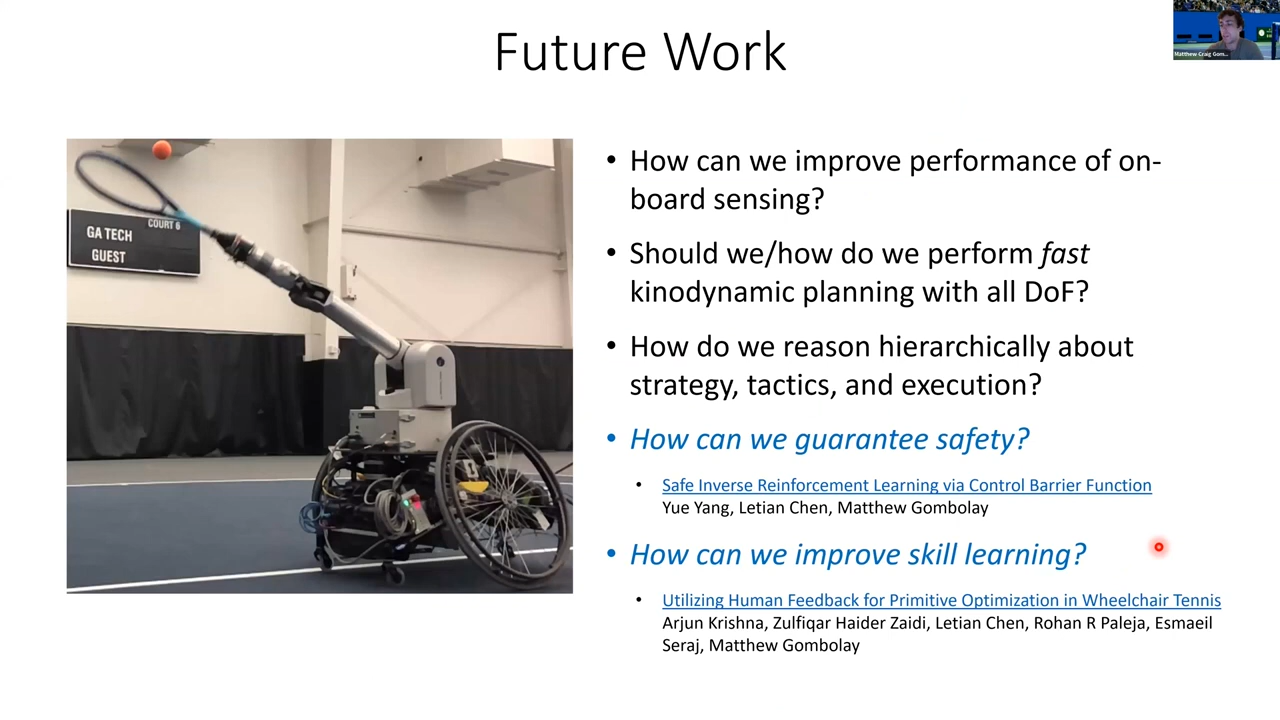 Future Work
Matthew Craig Gom...
COURT 6
GA TECH
GUEST
• How can we improve performance of on-
board sensing?
• Should we/how do we perform fast
kinodynamic planning with all DoF?
• How do we reason hierarchically about
strategy, tactics, and execution?
• How can we guarantee safety?
• Safe Inverse Reinforcement Learning via Control Barrier Function
Yue Yang, Letian Chen, Matthew Gombolay
• How can we improve skill learning?
• Utilizing Human Feedback for Primitive Optimization in Wheelchair Tennis
Arjun Krishna, Zulfiqar Haider Zaidi, Letian Chen, Rohan R Paleja, Esmaeil
Seraj, Matthew Gombolay